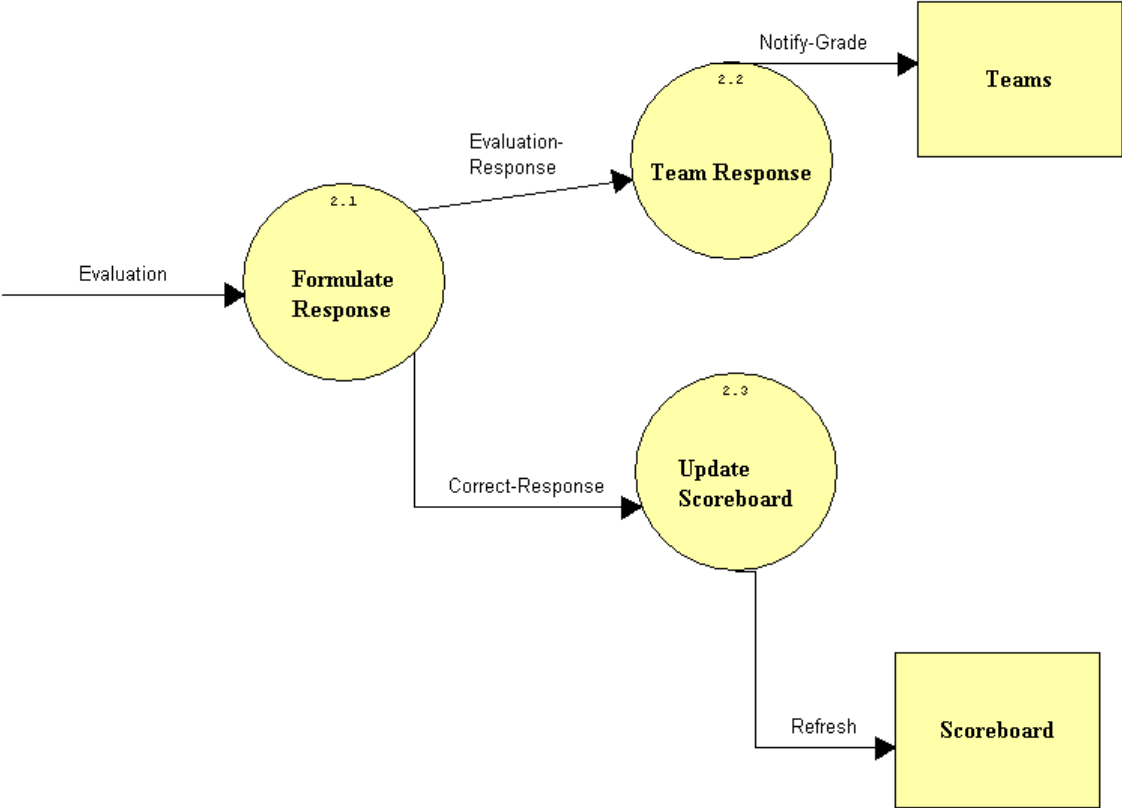 Notify-Grade
2.2
Teams
Evaluation-
Response
Team Response
2.1
Evaluation
Formulate
Response
2.3
Update
Scoreboard
Correct-Response
Refresh
Scoreboard